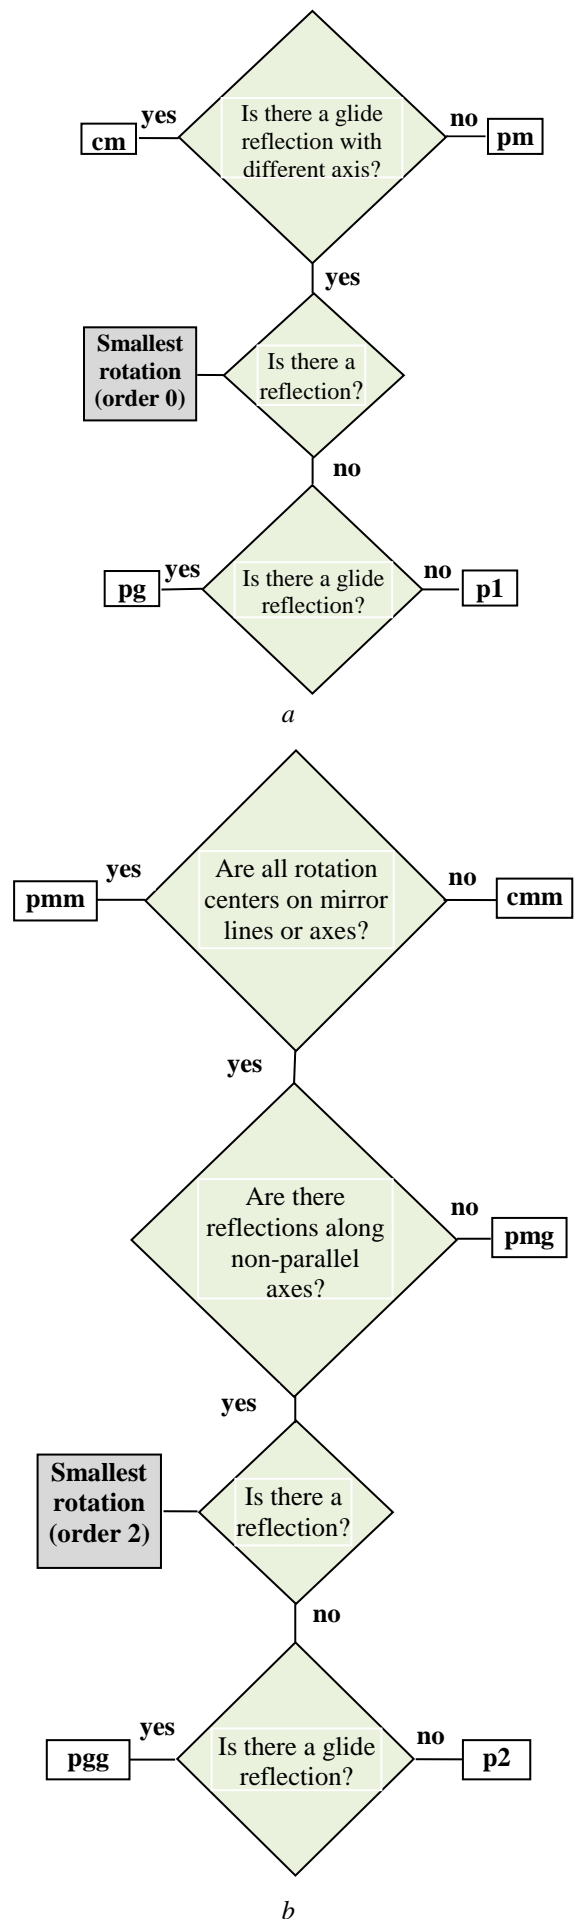 yes
no
cm
Is there a glide
reflection with
different axis?
pm
yes
Smallest
rotation
(order 0)
Is there a
reflection?
no
yes
no
pg
Is there a glide
reflection?
p1
a
yes
no
pmm
Are all rotation
centers on mirror
lines or axes?
cmm
yes
Are there
reflections along
non-parallel
axes?
no
pmg
yes
Smallest
rotation
(order 2)
Is there a
reflection?
no
yes
no
pgg
Is there a glide
reflection?
p2
b